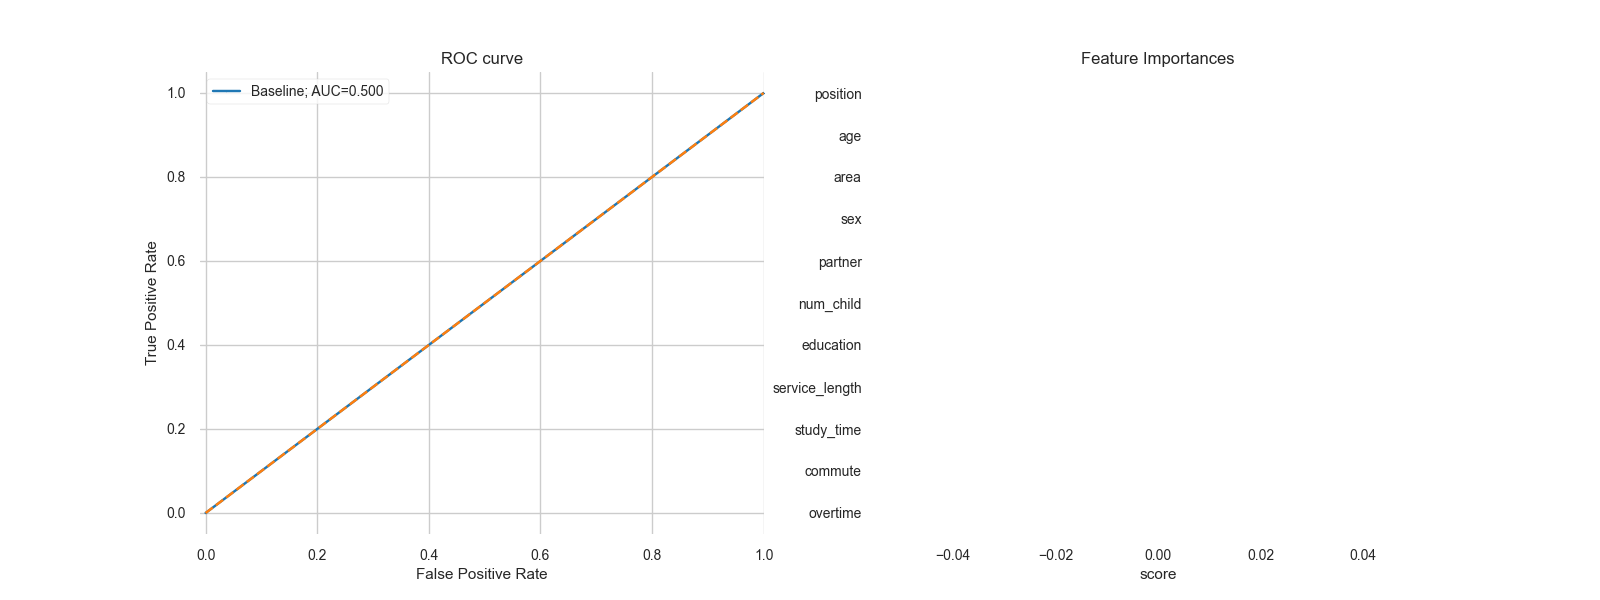 ROC curve
Baseline; AUC=0.500
1.0
0.8
0.6
0.4
0.2
0.0
True Positive Rate
0.0 0.2 0.4 0.6 0.8 1.0
False Positive Rate
Feature Importances
position
age
area
sex
partner
num_child
education
service_length
study_time
commute
overtime
−0.04 −0.02 0.00 0.02 0.04
score